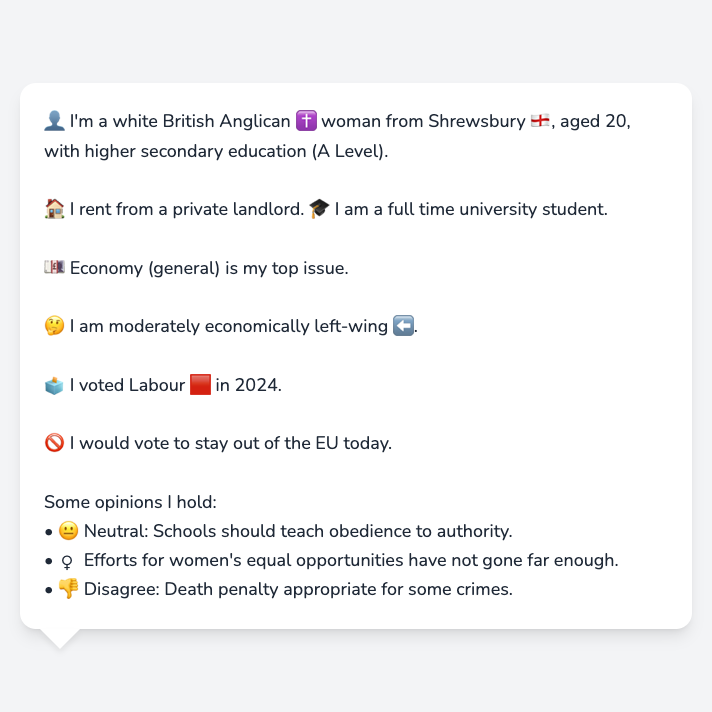 👤 I'm a white British Anglican ✝️ woman from Shrewsbury 🏴󠁧󠁢󠁥󠁮󠁧󠁿, aged 20,
with higher secondary education (A Level).
🏠 I rent from a private landlord. 🎓 I am a full time university student.
💷 Economy (general) is my top issue.
🤔 I am moderately economically left-wing ⬅️.
🗳️ I voted Labour 🟥 in 2024.
🚫 I would vote to stay out of the EU today.
Some opinions I hold:
• 😐 Neutral: Schools should teach obedience to authority.
• ♀ Efforts for women's equal opportunities have not gone far enough.
• 👎 Disagree: Death penalty appropriate for some crimes.